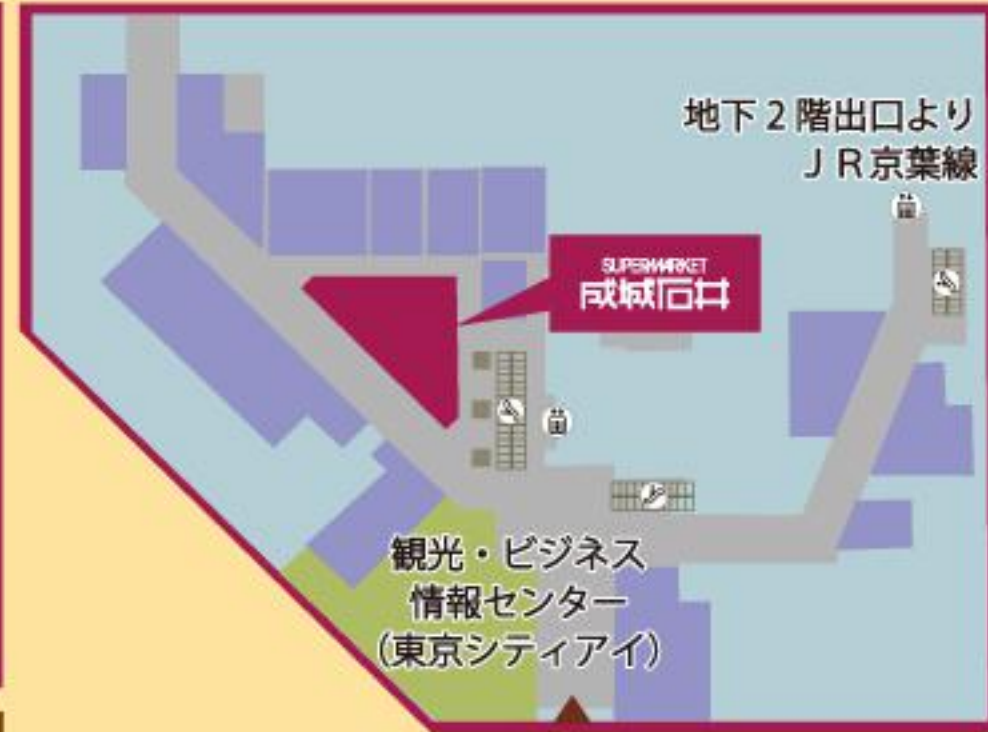 地下２階出口より
ＪＲ京葉線
SUPERMARKET
成城石井
観光・ビジネス
情報センター
（東京シティアイ）